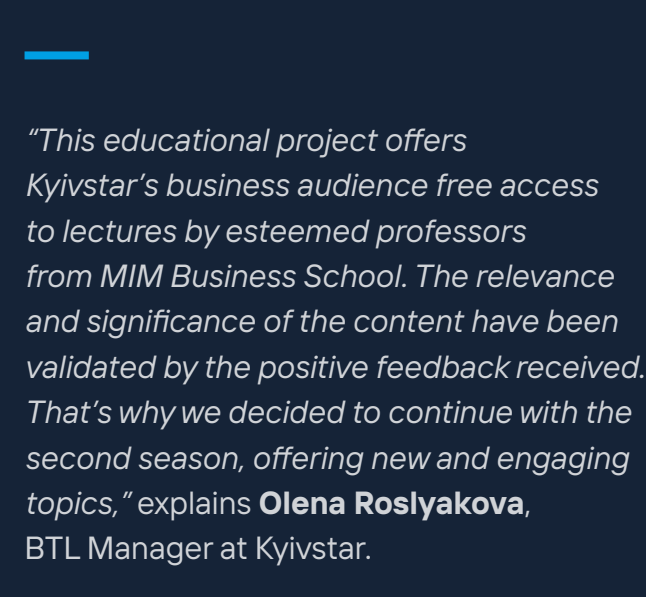 “This educational project offers
Kyivstar’s business audience free access
to lectures by esteemed professors
from MIM Business School. The relevance
and significance of the content have been
validated by the positive feedback received.
That’s why we decided to continue with the
second season, offering new and engaging
topics,” explains Olena Roslyakova,
BTL Manager at Kyivstar.